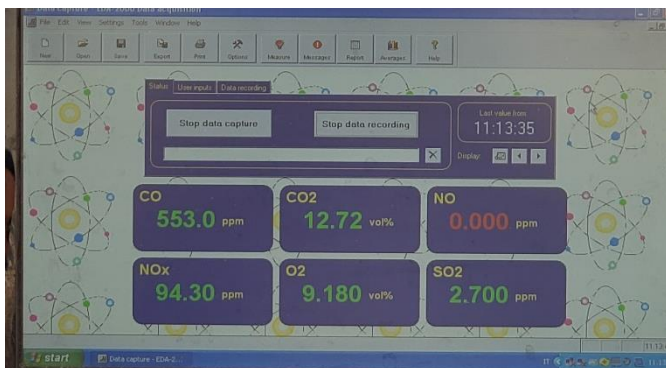 Data capture - EDA-2000 Data acquisition
File Edit View Settings Tools Window Help
New Open Save Export Print Options Measure Messages Report Averages Help
Status User inputs Data recording
Stop data capture Stop data recording
Last value from
11:13:35
Display:
CO CO2 NO
553.0 ppm 12.72 vol% 0.000 ppm
NOx O2 SO2
94.30 ppm 9.180 vol% 2.700 ppm
start Data capture - EDA-2...
IT